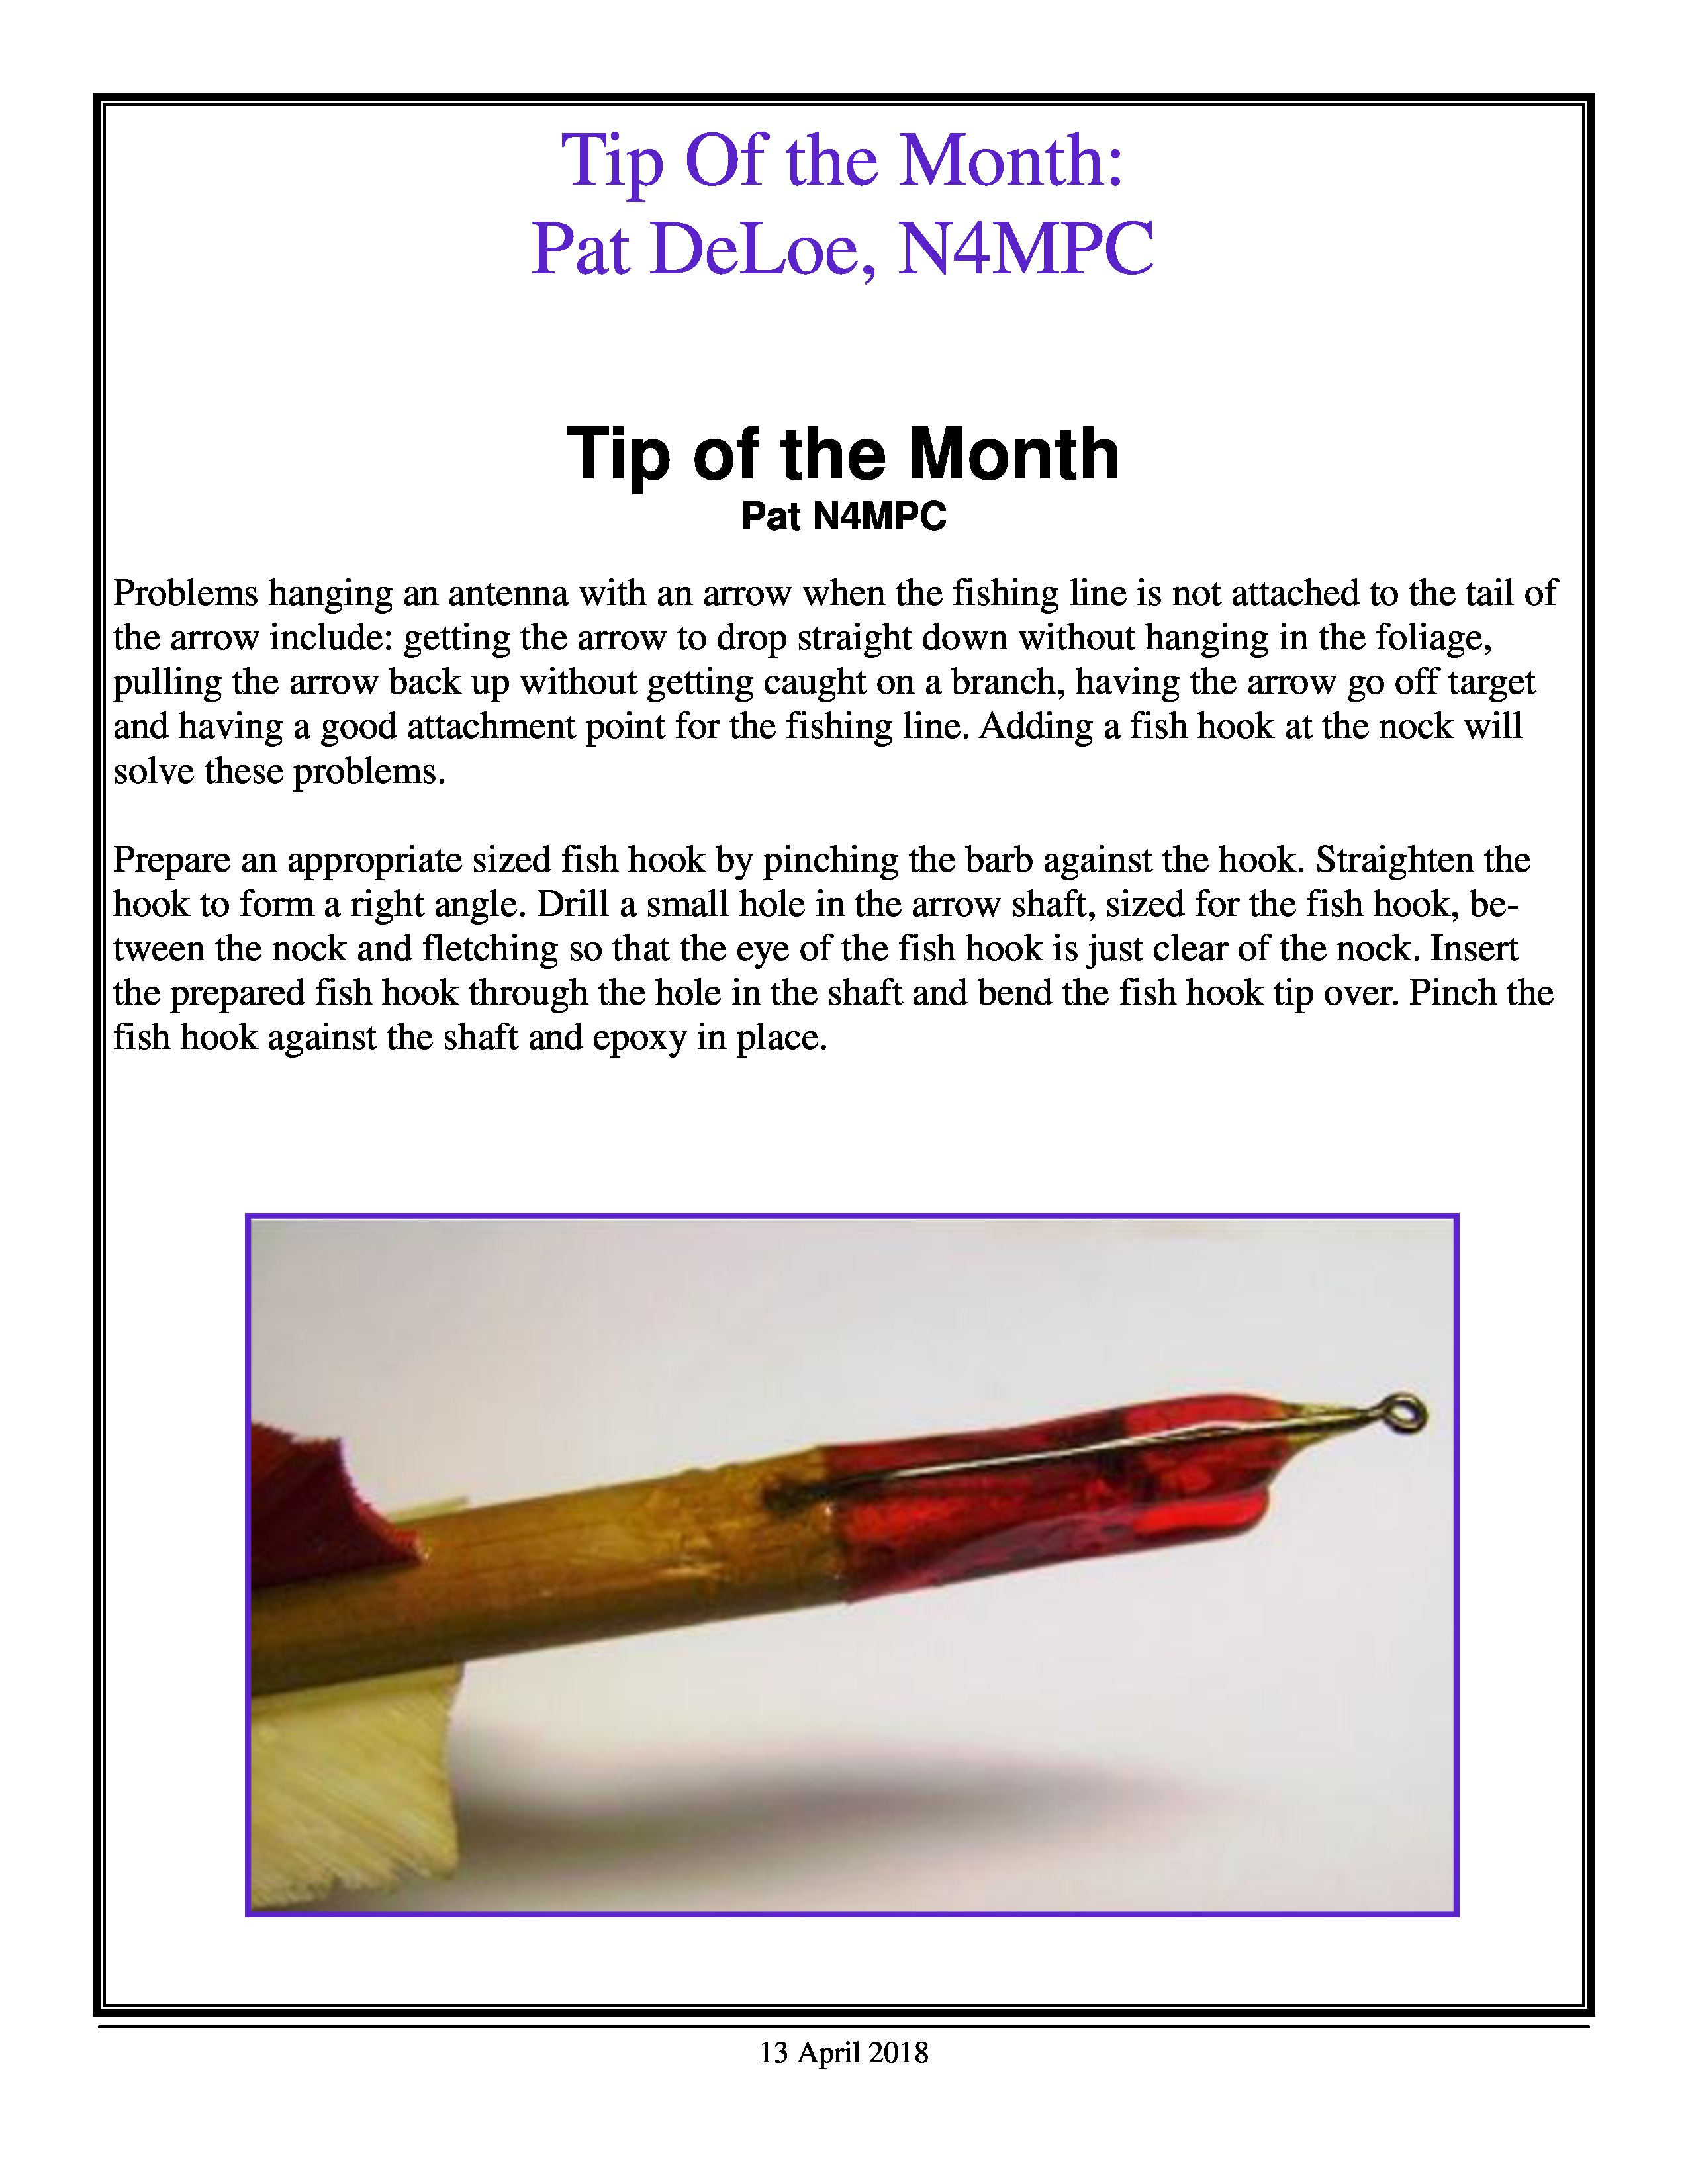 Tip Of the Month:
Pat DeLoe, N4MPC
Tip of the Month
Pat N4MPC
Problems hanging an antenna with an arrow when the fishing line is not attached to the tail of
the arrow include: getting the arrow to drop straight down without hanging in the foliage,
pulling the arrow back up without getting caught on a branch, having the arrow go off target
and having a good attachment point for the fishing line. Adding a fish hook at the nock will
solve these problems.
Prepare an appropriate sized fish hook by pinching the barb against the hook. Straighten the
hook to form a right angle. Drill a small hole in the arrow shaft, sized for the fish hook, be-
tween the nock and fletching so that the eye of the fish hook is just clear of the nock. Insert
the prepared fish hook through the hole in the shaft and bend the fish hook tip over. Pinch the
fish hook against the shaft and epoxy in place.
13 April 2018